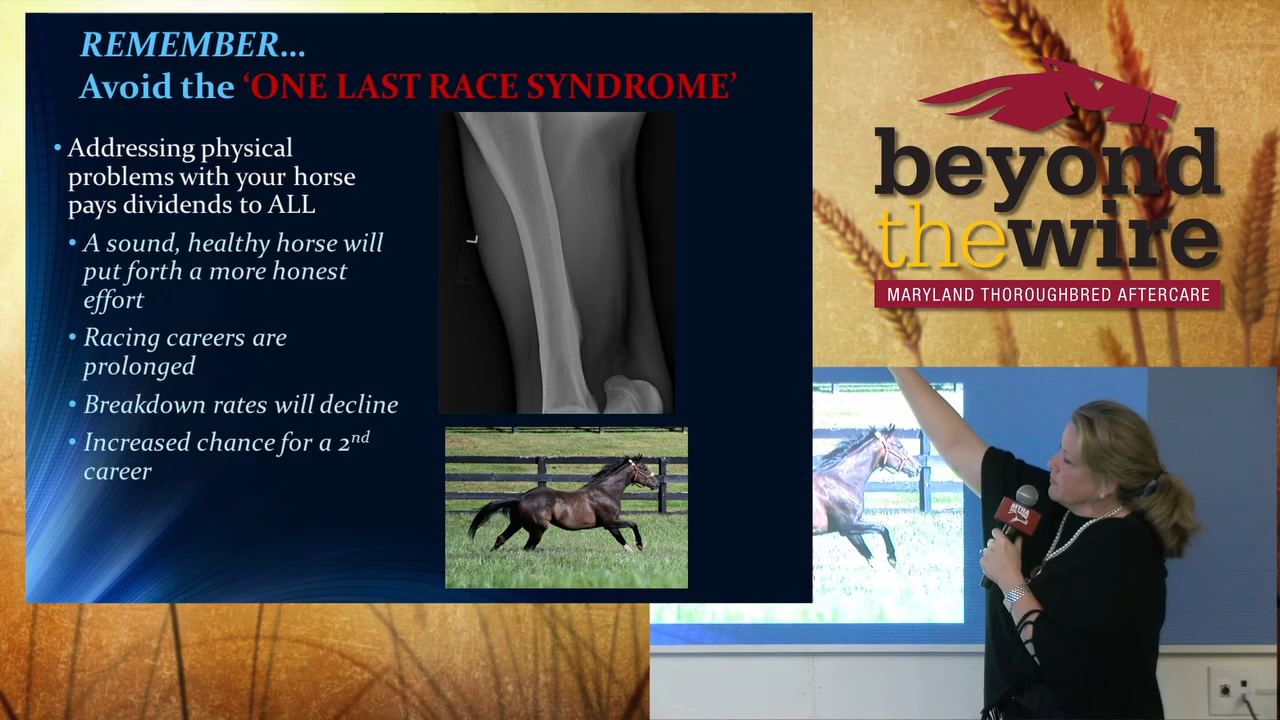 REMEMBER...
Avoid the ‘ONE LAST RACE SYNDROME’
• Addressing physical
problems with your horse
pays dividends to ALL
• A sound, healthy horse will
put forth a more honest
effort
• Racing careers are
prolonged
• Breakdown rates will decline
• Increased chance for a 2nd
career
L
beyond
thewire
MARYLAND THOROUGHBRED AFTERCARE